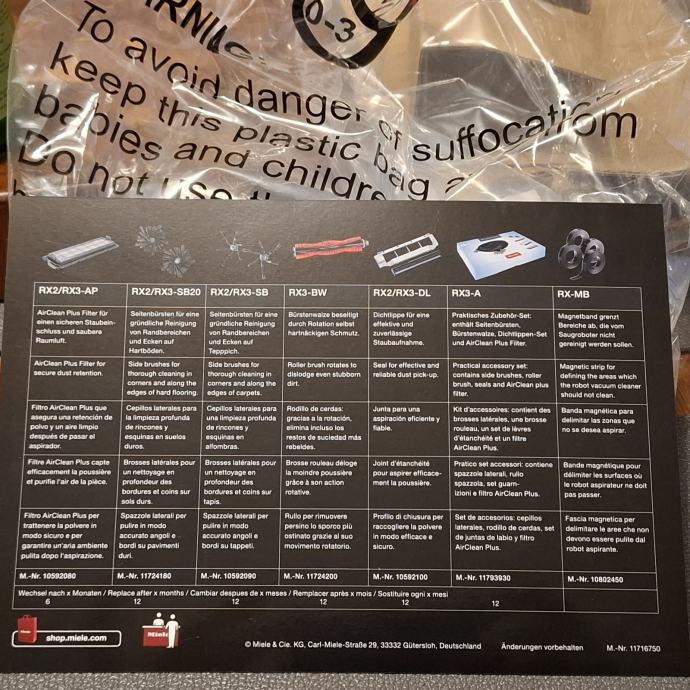 WARNING
0-3
To avoid danger of suffocation
keep this plastic bag a
babies and childre
Do not use th
RX2/RX3-AP RX2/RX3-SB20 RX2/RX3-SB RX3-BW RX2/RX3-DL RX3-A RX-MB
AirClean Plus Filter für
einen sicheren Staubein-
schluss und saubere
Raumluft.
Seitenbürsten für eine
gründliche Reinigung
von Randbereichen
und Ecken auf
Hartböden.
Seitenbürsten für eine
gründliche Reinigung
von Randbereichen
und Ecken auf
Tepppich.
Bürstenwalze beseitigt
durch Rotation selbst
hartnäckigen Schmutz.
Dichtlippe für eine
effektive und
zuverlässige
Staubaufnahme.
Praktisches Zubehör-Set:
enthält Seitenbürsten,
Bürstenwalze, Dichtlippen-Set
und AirClean Plus Filter.
Magnetband grenzt
Bereiche ab, die vom
Saugroboter nicht
gereinigt werden sollen.
AirClean Plus Filter for
secure dust retention.
Side brushes for
thorough cleaning in
corners and along the
edges of hard flooring.
Side brushes for
thorough cleaning in
corners and along the
edges of carpets.
Roller brush rotates to
dislodge even stubborn
dirt.
Seal for effective and
reliable dust pick-up.
Practical accessory set:
contains side brushes, roller
brush, seals and AirClean plus
filter.
Magnetic strip for
defining the areas which
the robot vacuum cleaner
should not clean.
Filtro AirClean Plus que
asegura una retención de
polvo y un aire limpio
después de pasar el
aspirador.
Cepillos laterales para
la limpieza profunda
de rincones y
esquinas en suelos
duros.
Cepillos laterales para
una limpieza profunda
de rincones y
esquinas en
alfombras.
Rodillo de cerdas:
gracias a la rotación,
elimina incluso los
restos de suciedad más
rebeldes.
Junta para una
aspiración eficiente y
fiable.
Kit d'accessoires: contient des
brosses latérales, une brosse
rouleau, un set de lèvres
d'étanchéité et un filtre
AirClean Plus.
Banda magnética para
delimitar las zonas que
no se desea aspirar.
Filtre AirClean Plus capte
efficacement la poussière
et purifie l'air de la pièce.
Brosses latérales pour
un nettoyage en
profondeur des
bordures et coins sur
sols durs.
Brosses latérales pour
un nettoyage en
profondeur des
bordures et coins sur
tapis.
Brosse rouleau déloge
la moindre poussière
grâce à son action
rotative.
Joint d'étanchéité
pour aspirer efficace-
ment la poussière.
Pratico set accessori: contiene
spazzole laterali, rullo
spazzola, set guarn-
izioni e filtro AirClean Plus.
Bande magnétique pour
délimiter les surfaces où
le robot aspirateur ne doit
pas passer.
Filtro AirClean Plus per
trattenere la polvere in
modo sicuro e per
garantire un'aria ambiente
pulita dopo l'aspirazione.
Spazzole laterali per
pulire in modo
accurato angoli e
bordi su pavimenti
duri.
Spazzole laterali per
pulire in modo
accurato angoli e
bordi su tappeti.
Rullo per rimuovere
persino lo sporco più
ostinato grazie al suo
movimento rotatorio.
Profilo di chiusura per
raccogliere la polvere
in modo efficace e
sicuro.
Set de accesorios: cepillos
laterales, rodillo de cerdas, set
de juntas de labio y filtro
AirClean Plus.
Fascia magnetica per
delimitare le aree che non
devono essere pulite dal
robot aspirante.
M.-Nr. 10592080 M.-Nr. 11724180 M.-Nr. 10592090 M.-Nr. 11724200 M.-Nr. 10592100 M.-Nr. 11793930 M.-Nr. 10802450
Wechsel nach x Monaten / Replace after x months / Cambiar despues de x meses / Remplacer après x mois / Sostituire ogni x mesi
6 12 12 12 12 12
Miele
shop.miele.com
Miele
© Miele & Cie. KG, Carl-Miele-Straße 29, 33332 Gütersloh, Deutschland Änderungen vorbehalten M.-Nr. 11716750